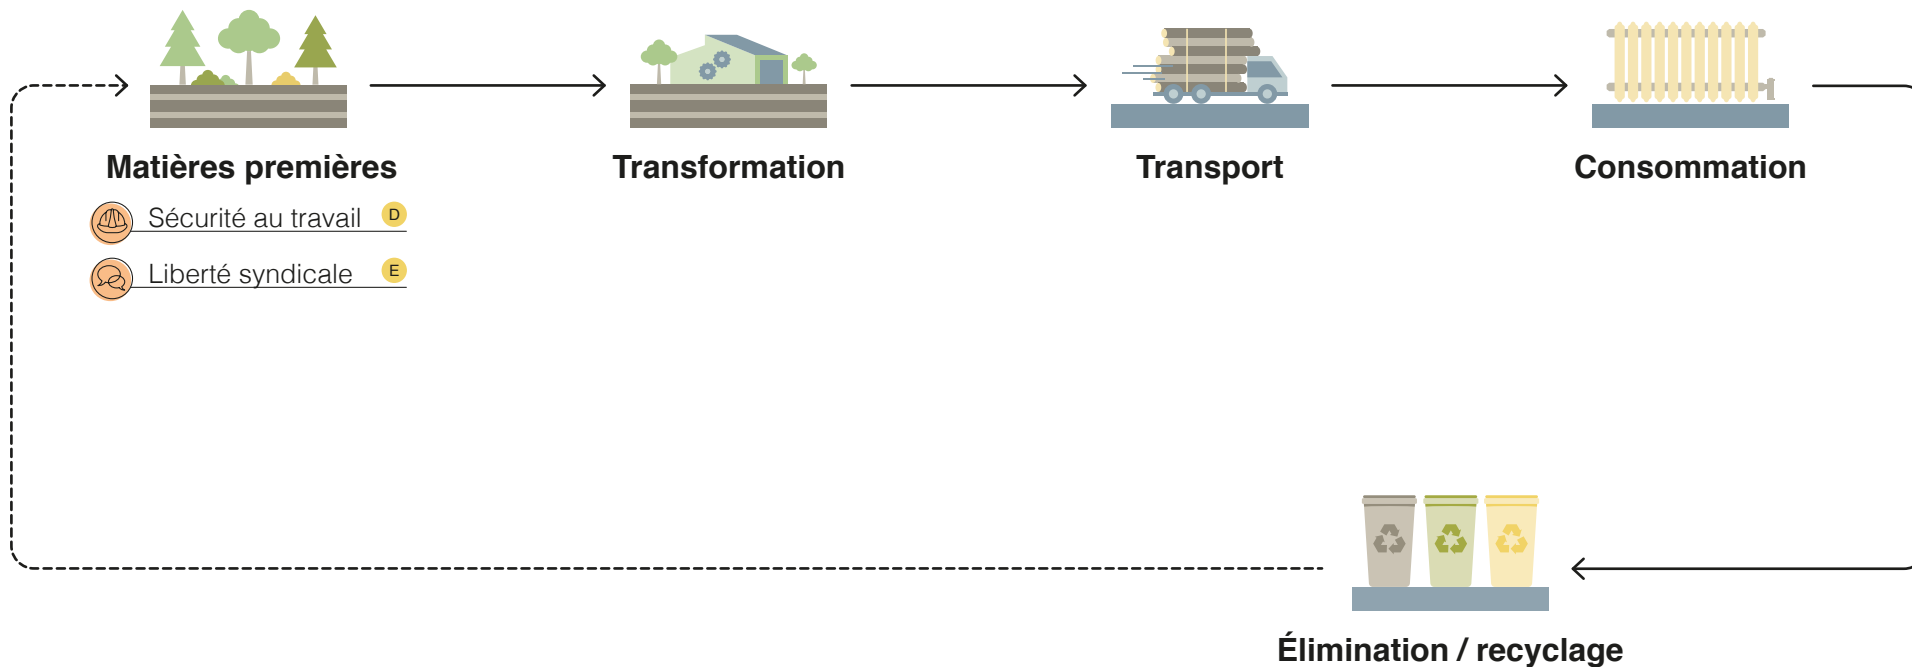 Matières premières
Transformation
Transport
Consommation
Sécurité au travail D
Liberté syndicale E
Élimination / recyclage